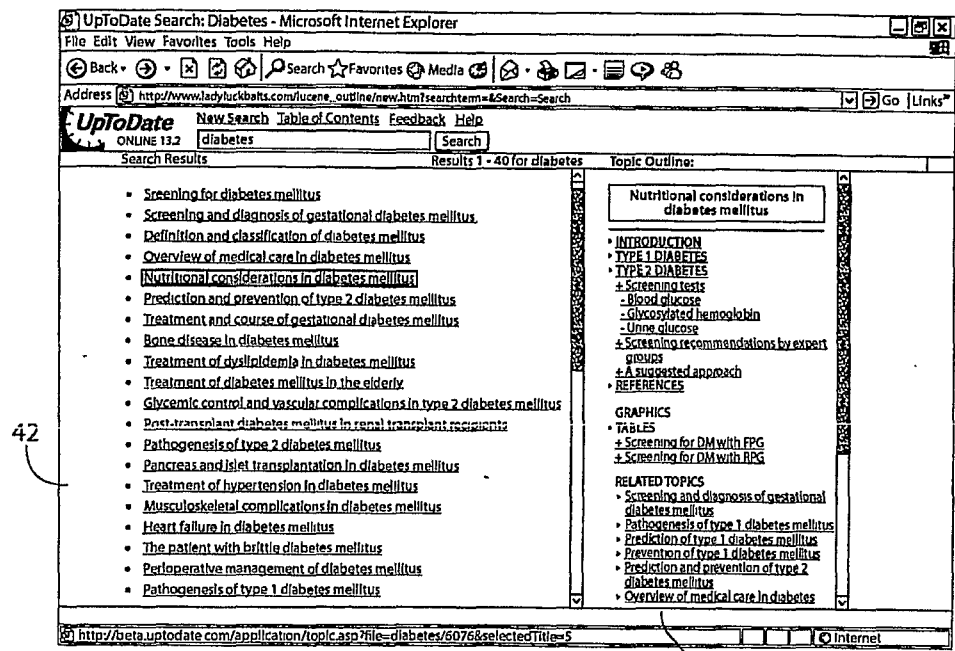 UpToDate Search: Diabetes - Microsoft Internet Explorer
File Edit View Favorites Tools Help
Back Search Favorites Media
Address http://www.ladyluckbaits.com/lucene_outline/new.htm?searchterm=&Search=Search Go Links"
UpToDate New Search Table of Contents Feedback Help
ONLINE 13.2 diabetes Search
Search Results Results 1 - 40 for diabetes Topic Outline:
• Sreening for diabetes mellitus
• Screening and diagnosis of gestational diabetes mellitus.
• Definition and classification of diabetes mellitus
• Overview of medical care in diabetes mellitus
• Nutritional considerations in diabetes mellitus
• Prediction and prevention of type 2 diabetes mellitus
• Treatment and course of gestational diabetes mellitus
• Bone disease in diabetes mellitus
• Treatment of dyslipidemia in diabetes mellitus
• Treatment of diabetes mellitus in the elderly
• Glycemic control and vascular complications in type 2 diabetes mellitus
• Post-transplant diabetes mellitus in renal transplant recipients
• Pathogenesis of type 2 diabetes mellitus
• Pancreas and islet transplantation in diabetes mellitus
• Treatment of hypertension in diabetes mellitus
• Musculoskeletal complications in diabetes mellitus
• Heart failure in diabetes mellitus
• The patient with brittle diabetes mellitus
• Perioperative management of diabetes mellitus
• Pathogenesis of type 1 diabetes mellitus
Nutritional considerations in
diabetes mellitus
INTRODUCTION
TYPE 1 DIABETES
TYPE 2 DIABETES
+ Screening tests
- Blood glucose
- Glycosylated hemoglobin
- Urine glucose
+ Screening recommendations by expert
groups
+ A suggested approach
REFERENCES
GRAPHICS
TABLES
+ Screening for DM with FPG
+ Screening for DM with RPG
RELATED TOPICS
Screening and diagnosis of gestational
diabetes mellitus
Pathogenesis of type 1 diabetes mellitus
Prediction of type 1 diabetes mellitus
Prevention of type 1 diabetes mellitus
Prediction and prevention of type 2
diabetes mellitus
Overview of medical care in diabetes
42
http://beta.uptodate.com/application/topic.asp?file=diabetes/6076&selectedTitle=5 Internet